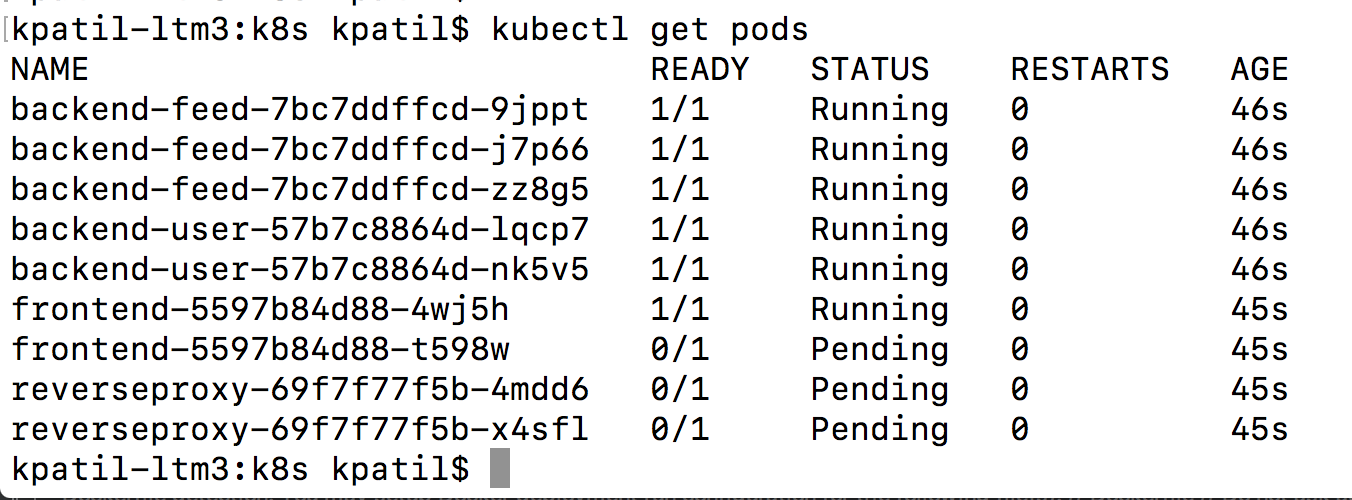 [kpatil-ltm3:k8s kpatil$ kubectl get pods
NAME                            READY   STATUS    RESTARTS   AGE
backend-feed-7bc7ddffcd-9jppt   1/1     Running   0          46s
backend-feed-7bc7ddffcd-j7p66   1/1     Running   0          46s
backend-feed-7bc7ddffcd-zz8g5   1/1     Running   0          46s
backend-user-57b7c8864d-lqcp7   1/1     Running   0          46s
backend-user-57b7c8864d-nk5v5   1/1     Running   0          46s
frontend-5597b84d88-4wj5h       1/1     Running   0          45s
frontend-5597b84d88-t598w       0/1     Pending   0          45s
reverseproxy-69f7f77f5b-4mdd6   0/1     Pending   0          45s
reverseproxy-69f7f77f5b-x4sfl   0/1     Pending   0          45s
kpatil-ltm3:k8s kpatil$